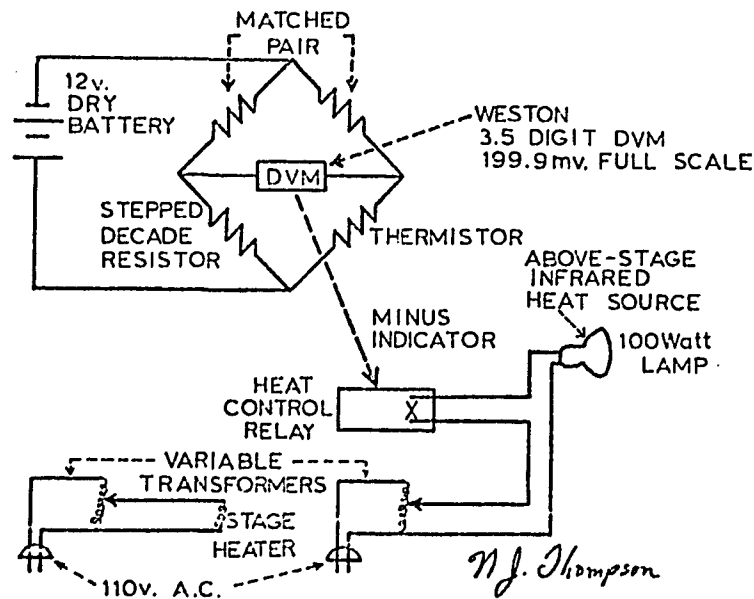 MATCHED
PAIR
12v.
DRY
BATTERY
WESTON
3.5 DIGIT DVM
199.9mv. FULL SCALE
DVM
STEPPED
DECADE
RESISTOR
THERMISTOR
ABOVE-STAGE
INFRARED
HEAT SOURCE
MINUS
INDICATOR
100Watt
LAMP
HEAT
CONTROL
RELAY
X
VARIABLE
TRANSFORMERS
STAGE
HEATER
110v. A.C.
N J. Thompson